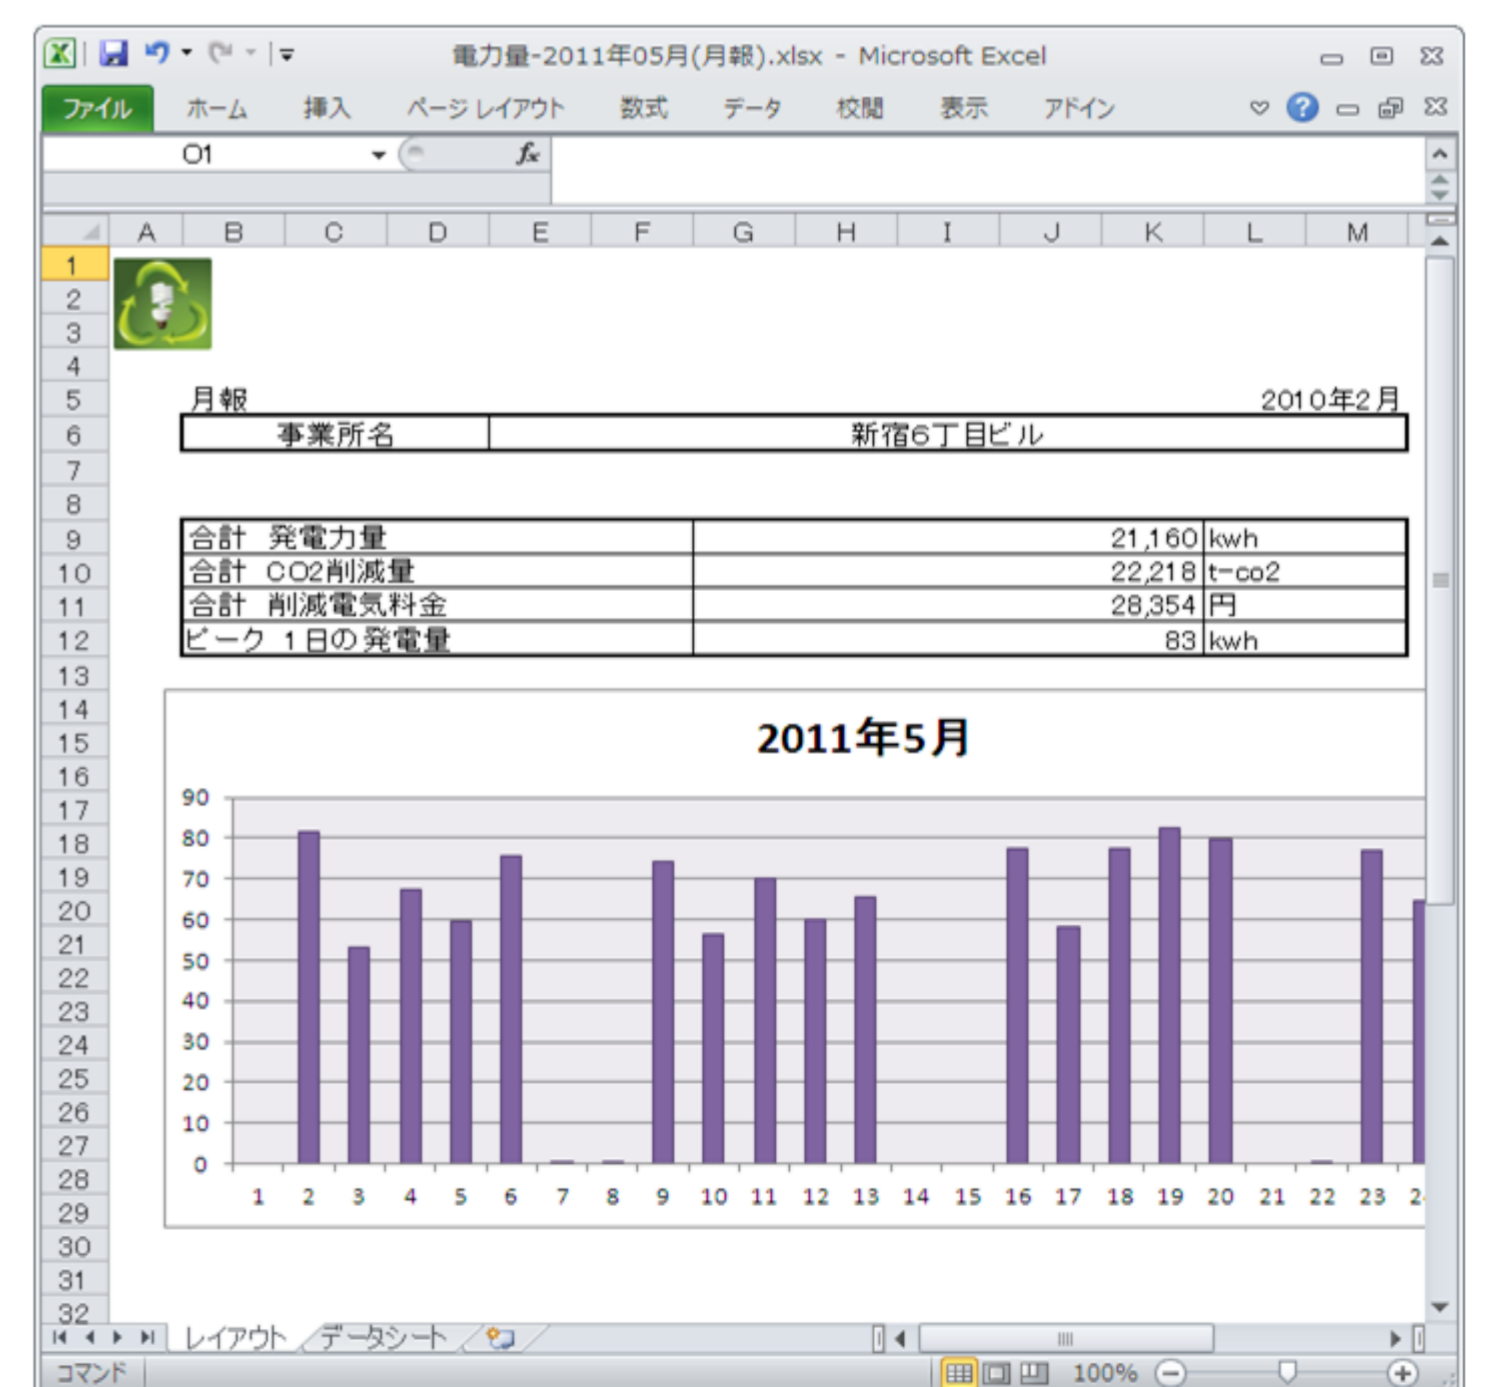 電力量-2011年05月(月報).xlsx - Microsoft Excel
ファイル ホーム 挿入 ページ レイアウト 数式 データ 校閲 表示 アドイン
O1 fx
A B C D E F G H I J K L M
1
2
3
4
5 月報 2010年2月
6 事業所名 新宿6丁目ビル
7
8
9 合計 発電力量 21,160 kwh
10 合計 CO2削減量 22,218 t-co2
11 合計 削減電気料金 28,354 円
12 ピーク 1日の発電量 83 kwh
13
14
15 2011年5月
16
17
18
19
20
21
22
23
24
25
26
27
28
29
30
31
32
90
80
70
60
50
40
30
20
10
0
1 2 3 4 5 6 7 8 9 10 11 12 13 14 15 16 17 18 19 20 21 22 23
レイアウト データシート
コマンド 100%